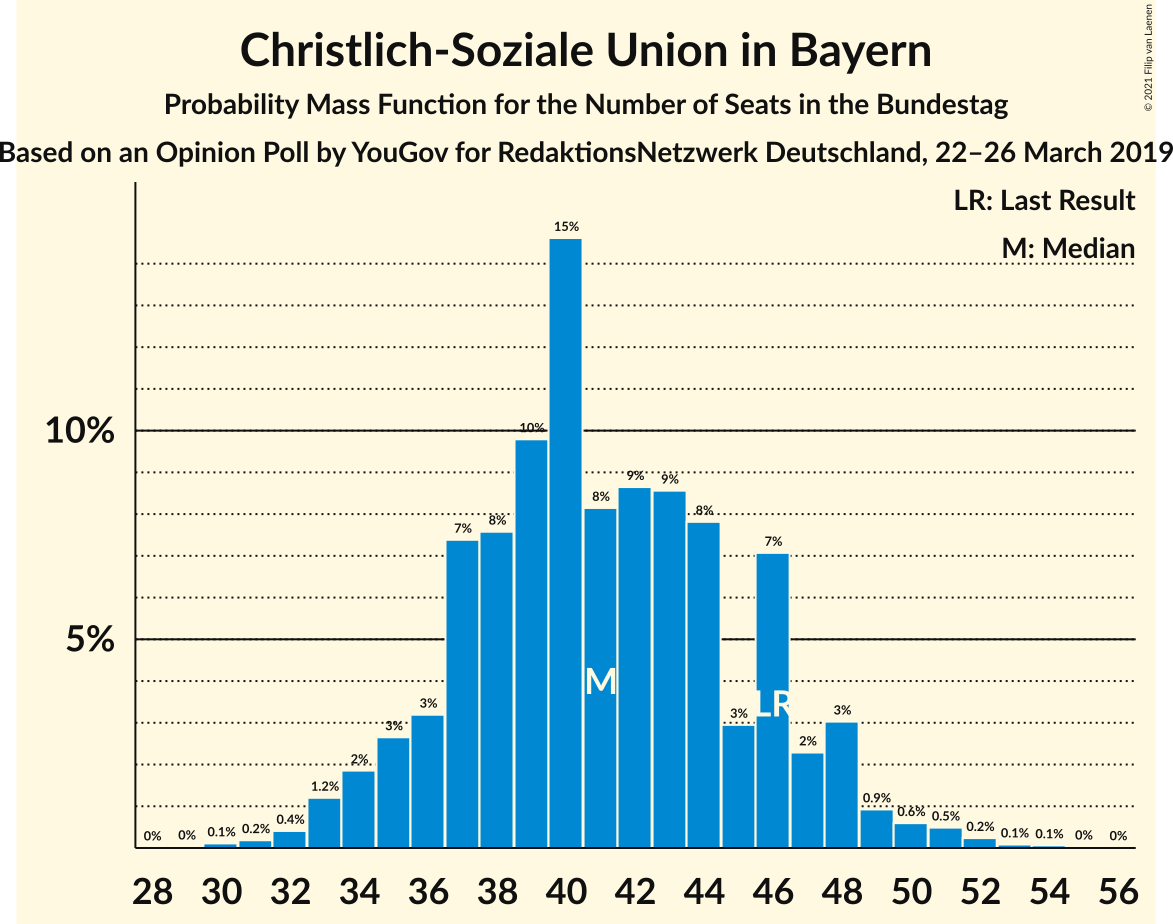 Christlich-Soziale Union in Bayern
Probability Mass Function for the Number of Seats in the Bundestag
Based on an Opinion Poll by YouGov for RedaktionsNetzwerk Deutschland, 22–26 March 2019
© 2021 Filip van Laenen
LR: Last Result
M: Median
10%
5%
0% 0% 0.1% 0.2% 0.4% 1.2% 2% 3% 3% 7% 8% 10% 15% 8% 9% 9% 8% 3% 7% 2% 3% 0.9% 0.6% 0.5% 0.2% 0.1% 0.1% 0% 0%
M
LR
28 30 32 34 36 38 40 42 44 46 48 50 52 54 56